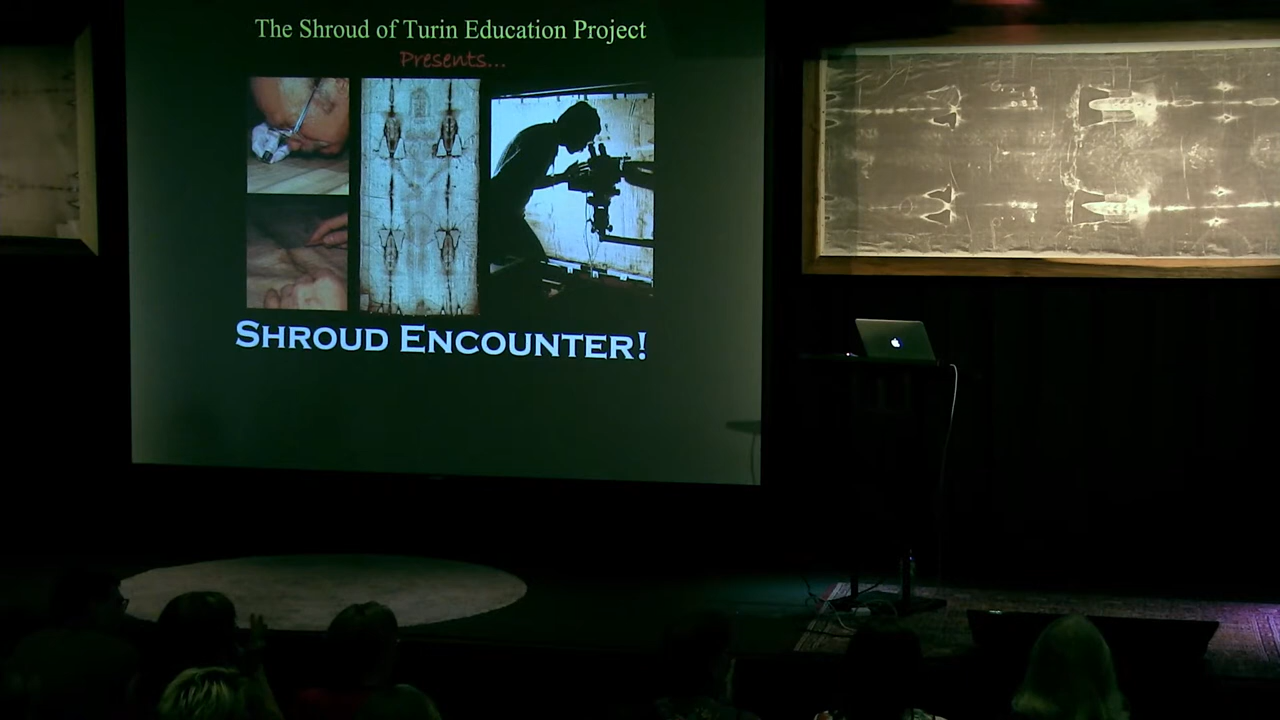 The Shroud of Turin Education Project
Presents...
SHROUD ENCOUNTER!